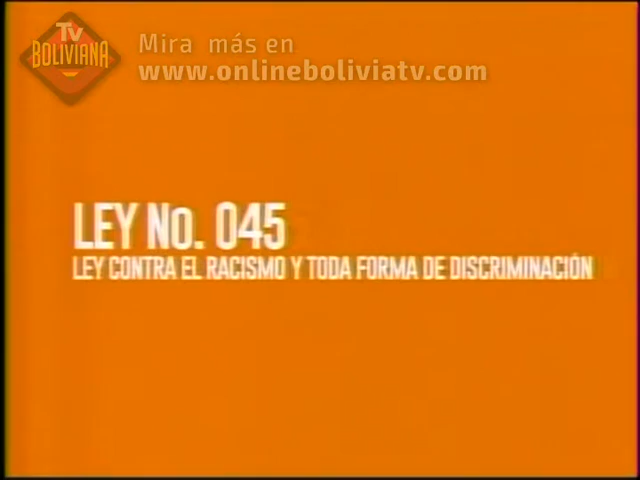 Tv
BOLIVIANA
Mira más en
www.onlineboliviatv.com
LEY No. 045
LEY CONTRA EL RACISMO Y TODA FORMA DE DISCRIMINACIÓN